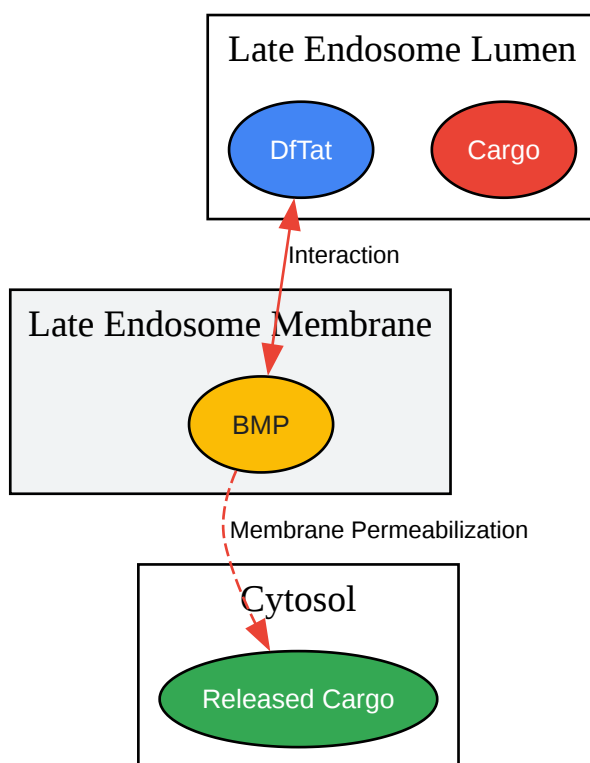 Late Endosome Lumen
DfTat
Cargo
Interaction
Late Endosome Membrane
BMP
Membrane Permeabilization
Cytosol
Released Cargo